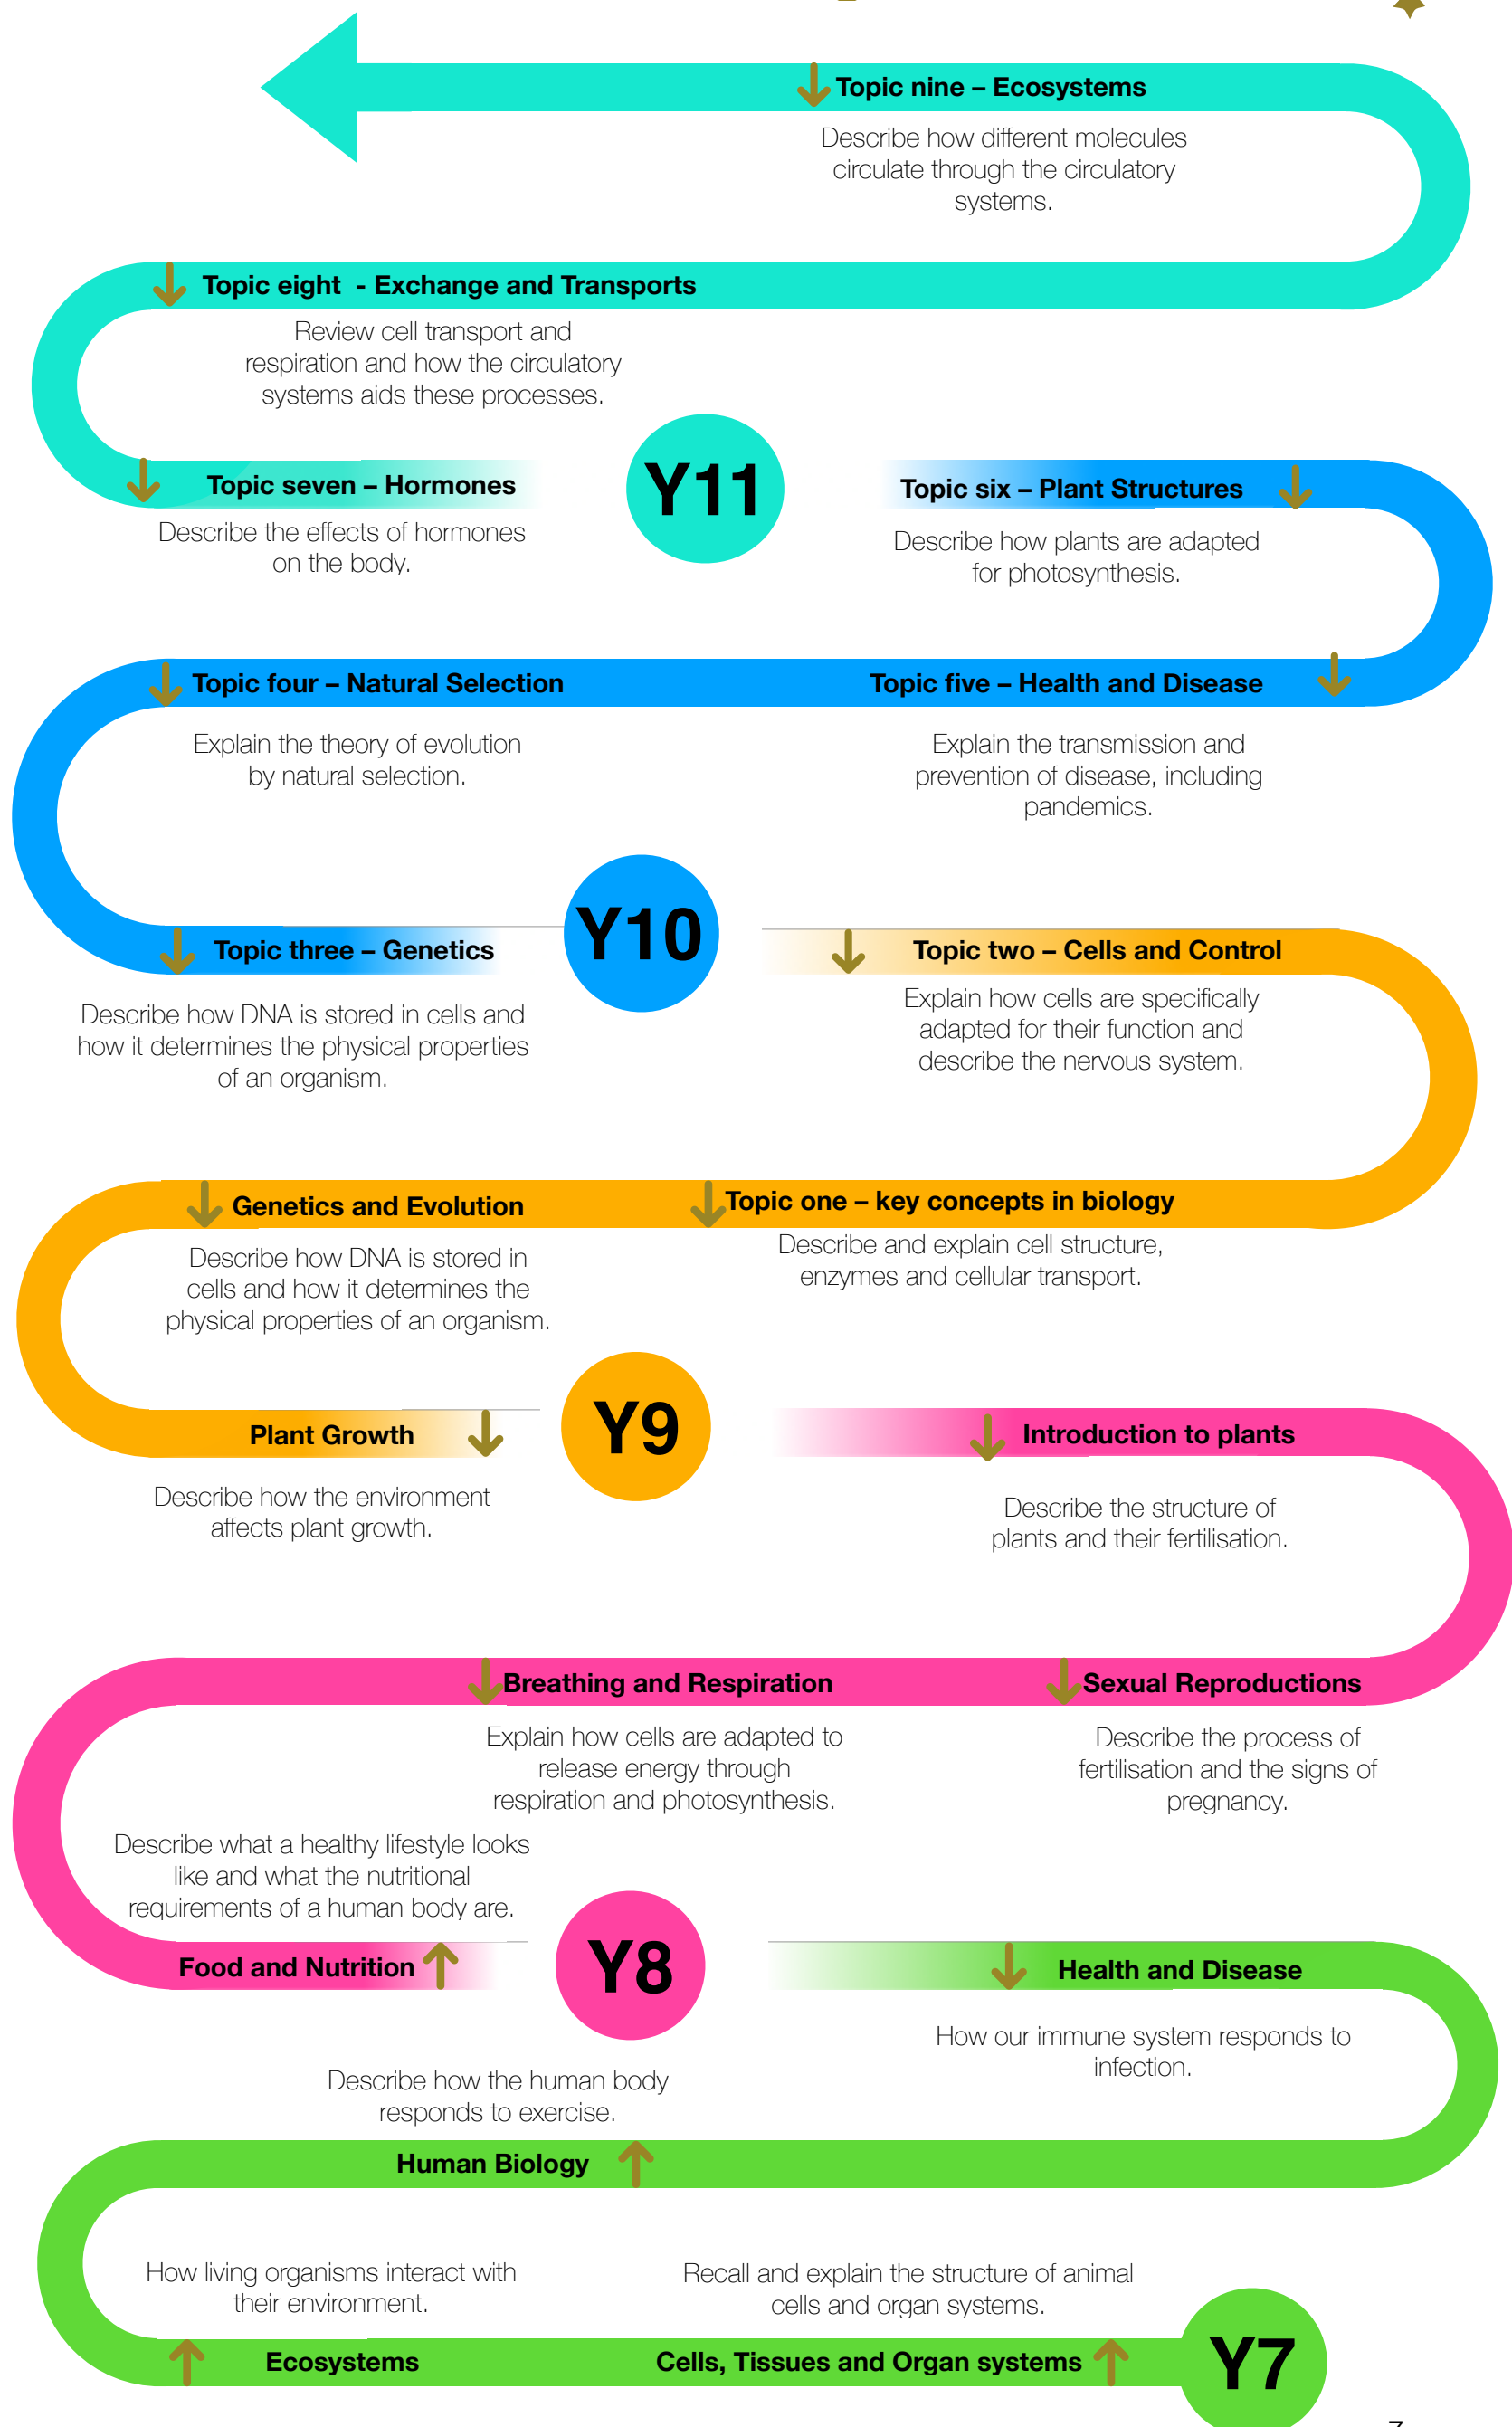 Topic nine – Ecosystems
Describe how different molecules
circulate through the circulatory
systems.
Topic eight - Exchange and Transports
Review cell transport and
respiration and how the circulatory
systems aids these processes.
Topic seven – Hormones
Describe the effects of hormones
on the body.
Y11
Topic six – Plant Structures
Describe how plants are adapted
for photosynthesis.
Topic four – Natural Selection
Explain the theory of evolution
by natural selection.
Topic five – Health and Disease
Explain the transmission and
prevention of disease, including
pandemics.
Topic three – Genetics
Describe how DNA is stored in cells and
how it determines the physical properties
of an organism.
Y10
Topic two – Cells and Control
Explain how cells are specifically
adapted for their function and
describe the nervous system.
Genetics and Evolution
Describe how DNA is stored in
cells and how it determines the
physical properties of an organism.
Topic one – key concepts in biology
Describe and explain cell structure,
enzymes and cellular transport.
Plant Growth
Describe how the environment
affects plant growth.
Y9
Introduction to plants
Describe the structure of
plants and their fertilisation.
Breathing and Respiration
Explain how cells are adapted to
release energy through
respiration and photosynthesis.
Sexual Reproductions
Describe the process of
fertilisation and the signs of
pregnancy.
Describe what a healthy lifestyle looks
like and what the nutritional
requirements of a human body are.
Food and Nutrition
Y8
Health and Disease
How our immune system responds to
infection.
Describe how the human body
responds to exercise.
Human Biology
How living organisms interact with
their environment.
Ecosystems
Recall and explain the structure of animal
cells and organ systems.
Cells, Tissues and Organ systems
Y7